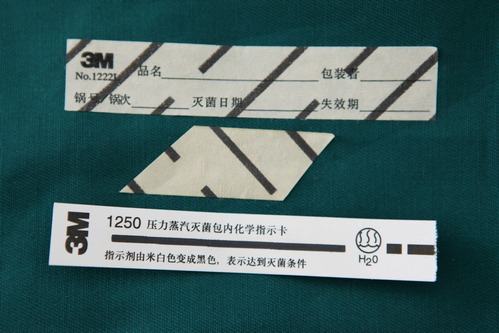 3M
No.1222L 品名 包装者
锅号/锅次 灭菌日期 失效期
3M
1250 压力蒸汽灭菌包内化学指示卡
H₂O
指示剂由米白色变成黑色，表示达到灭菌条件